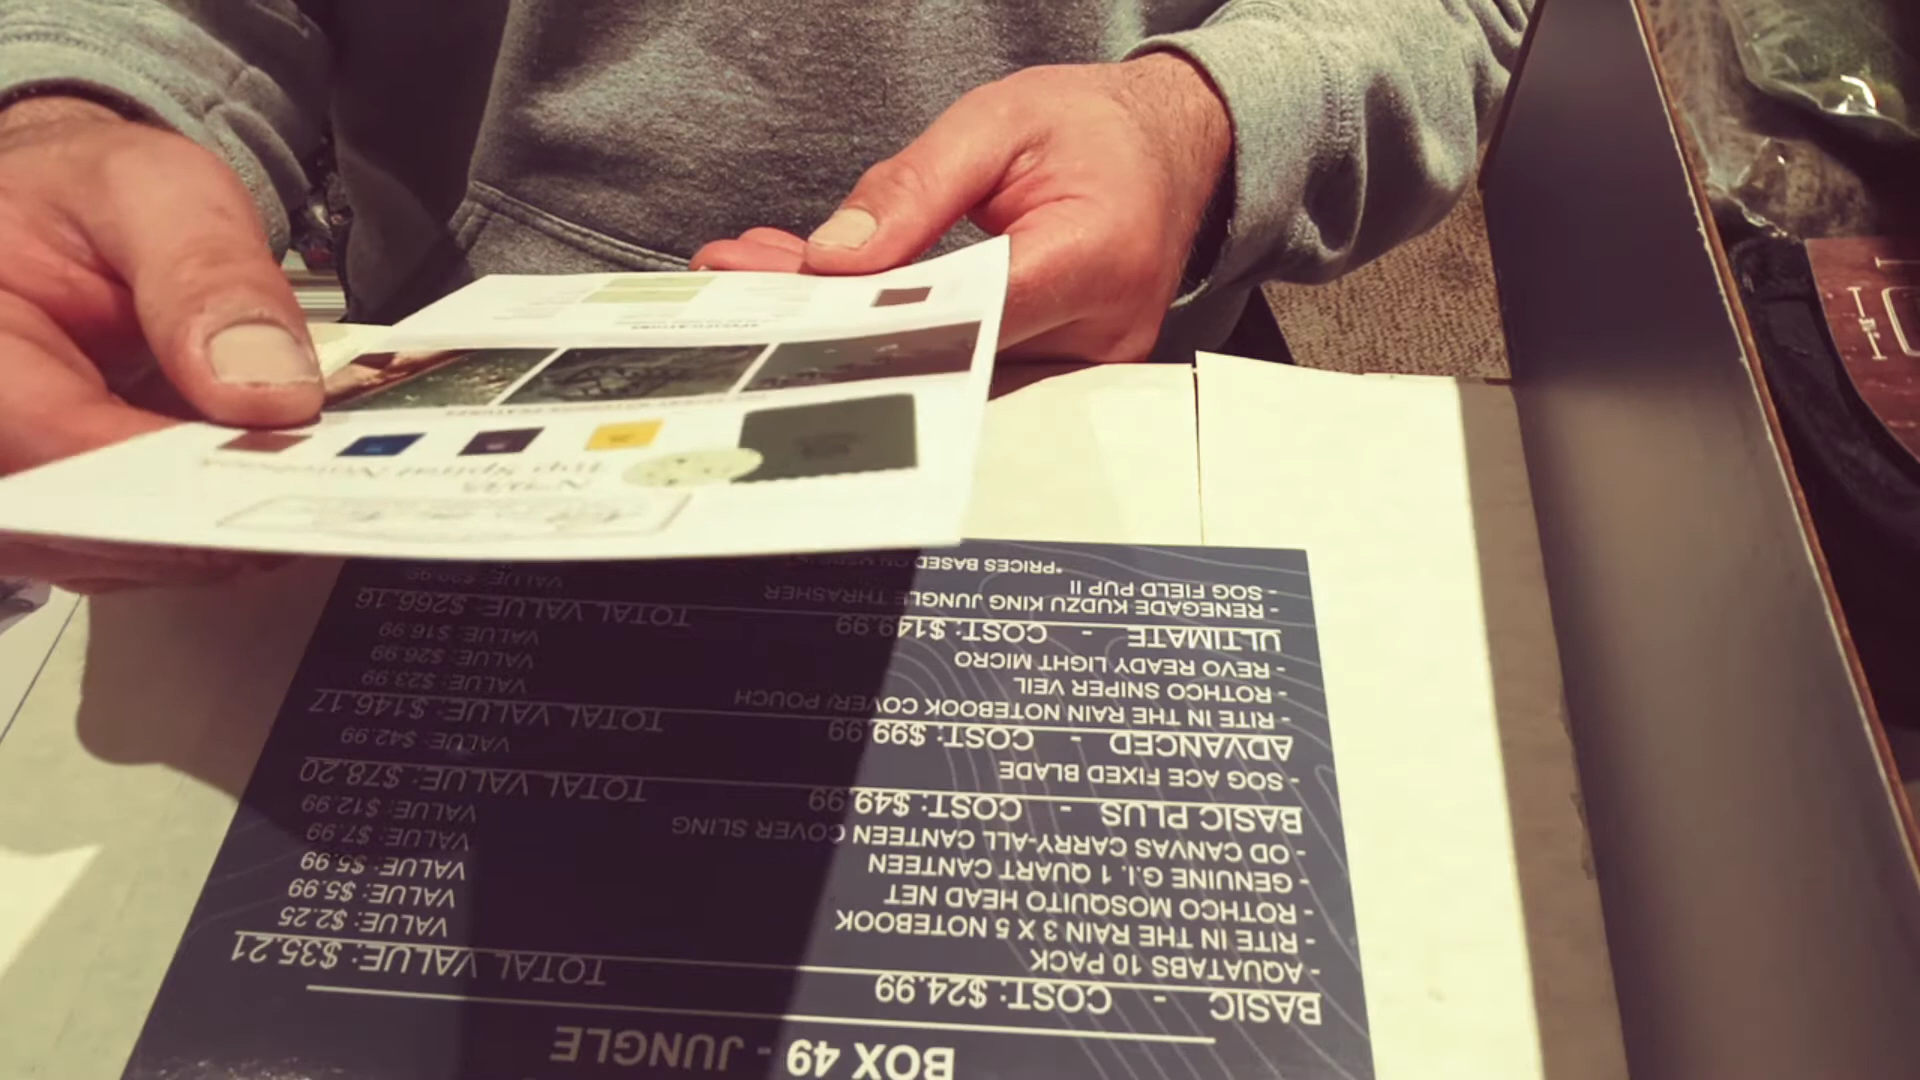 BOX 49 - JUNGLE
BASIC - COST: $24.99 TOTAL VALUE: $35.21
- AQUATABS 10 PACK VALUE: $2.25
- RITE IN THE RAIN 3 X 5 NOTEBOOK VALUE: $5.99
- ROTHCO MOSQUITO HEAD NET VALUE: $5.99
- GENUINE G.I. 1 QUART CANTEEN VALUE: $7.99
- OD CANVAS CARRY-ALL CANTEEN COVER SLING VALUE: $12.99
BASIC PLUS - COST: $49.99 TOTAL VALUE: $78.20
- SOG ACE FIXED BLADE VALUE: $42.99
ADVANCED - COST: $99.99 TOTAL VALUE: $146.17
- RITE IN THE RAIN NOTEBOOK COVER/ POUCH VALUE: $23.99
- ROTHCO SNIPER VEIL VALUE: $26.99
- REVO READY LIGHT MICRO VALUE: $16.99
ULTIMATE - COST: $149.99 TOTAL VALUE: $266.16
- RENEGADE KUDZU KING JUNGLE THRASHER VALUE:
- SOG FIELD PUP II
*PRICES BASED ON
Top Spiral Notebook